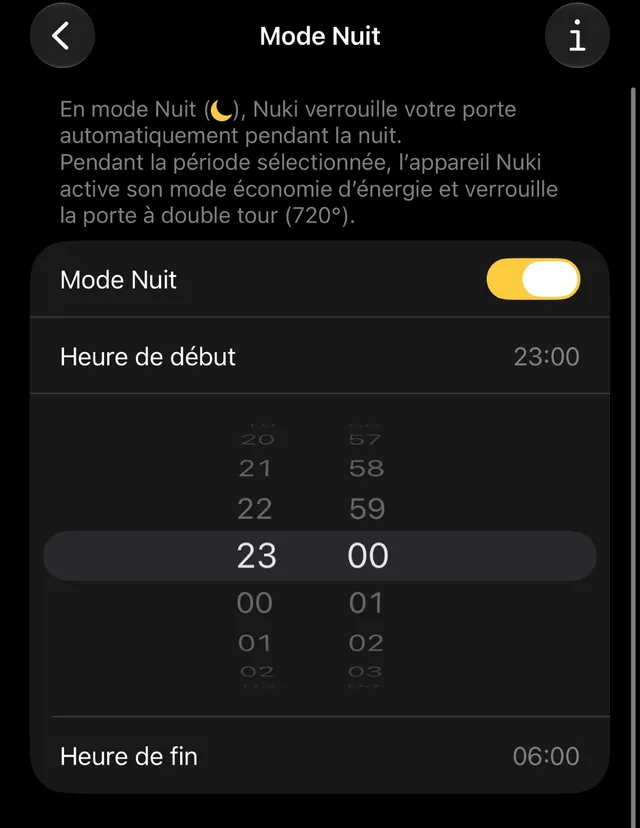 Mode Nuit
i
En mode Nuit (🌙), Nuki verrouille votre porte
automatiquement pendant la nuit.
Pendant la période sélectionnée, l’appareil Nuki
active son mode économie d’énergie et verrouille
la porte à double tour (720°).
Mode Nuit
Heure de début 23:00
20 57
21 58
22 59
23 00
00 01
01 02
02 03
Heure de fin 06:00